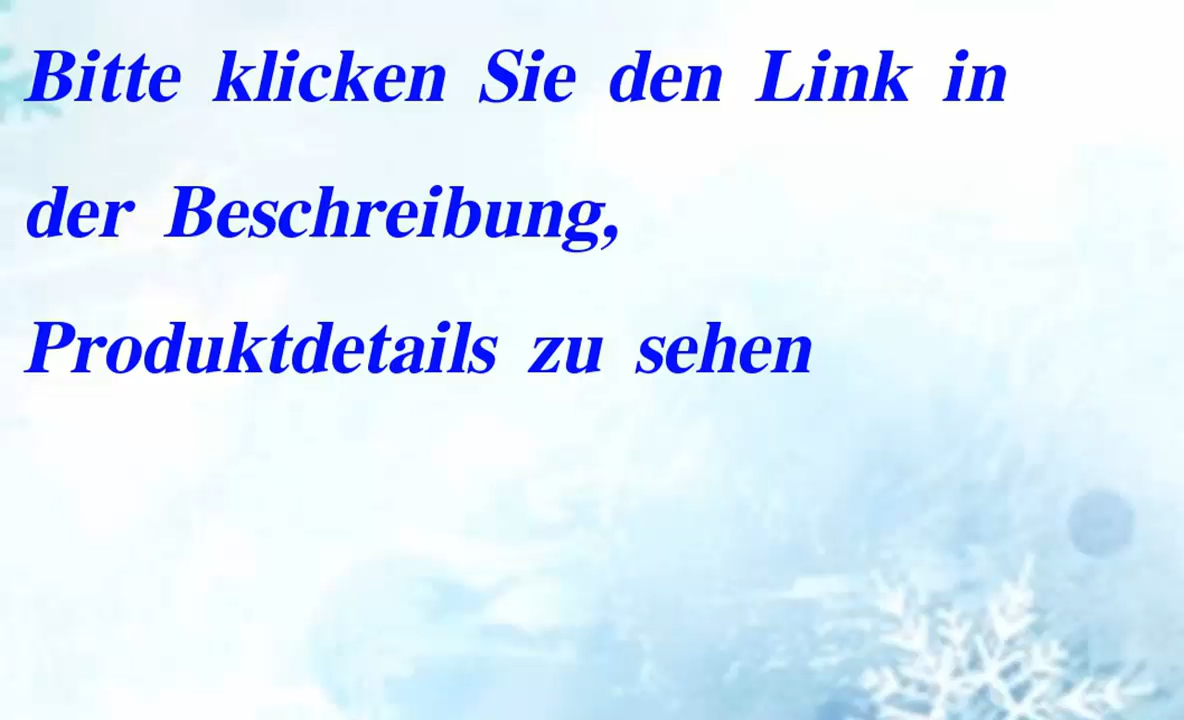 Bitte klicken Sie den Link in
der Beschreibung,
Produktdetails zu sehen